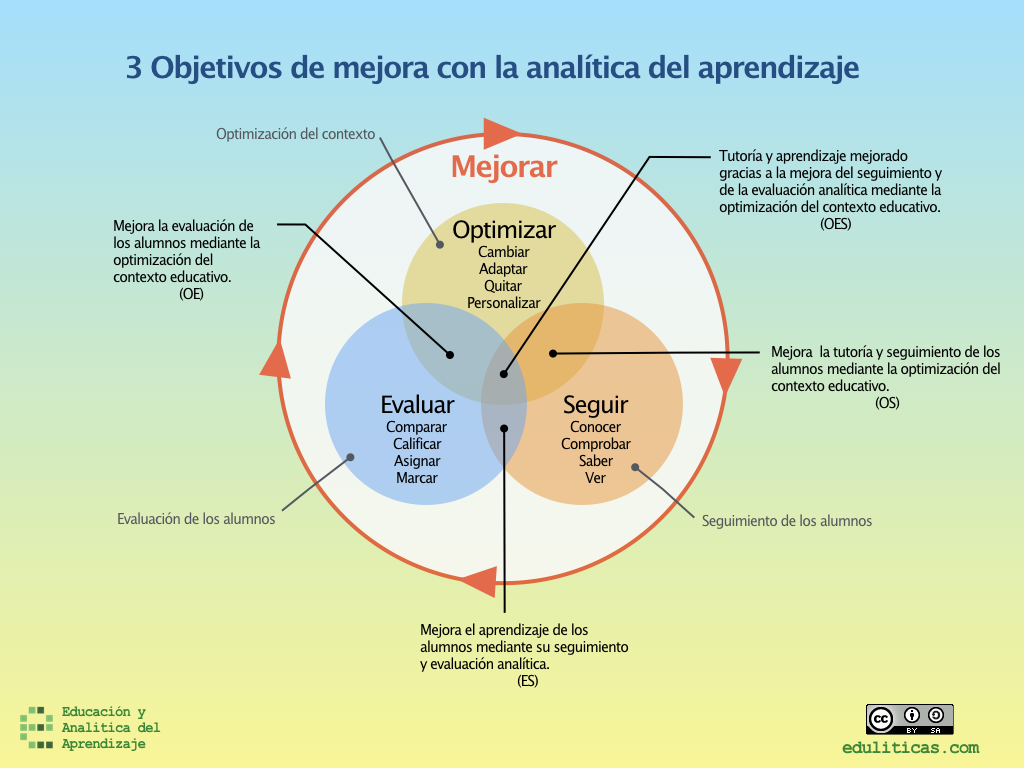 3 Objetivos de mejora con la analítica del aprendizaje
Optimización del contexto
Mejorar
Tutoría y aprendizaje mejorado
gracias a la mejora del seguimiento y
de la evaluación analítica mediante la
optimización del contexto educativo.
(OES)
Mejora la evaluación de
los alumnos mediante la
optimización del
contexto educativo.
(OE)
Optimizar
Cambiar
Adaptar
Quitar
Personalizar
Mejora  la tutoría y seguimiento de los
alumnos mediante la optimización del
contexto educativo.
(OS)
Evaluar
Comparar
Calificar
Asignar
Marcar
Seguir
Conocer
Comprobar
Saber
Ver
Evaluación de los alumnos
Seguimiento de los alumnos
Mejora el aprendizaje de los
alumnos mediante su seguimiento
y evaluación analítica.
(ES)
Educación y
Analitica del
Aprendizaje
cc
BY SA
eduliticas.com